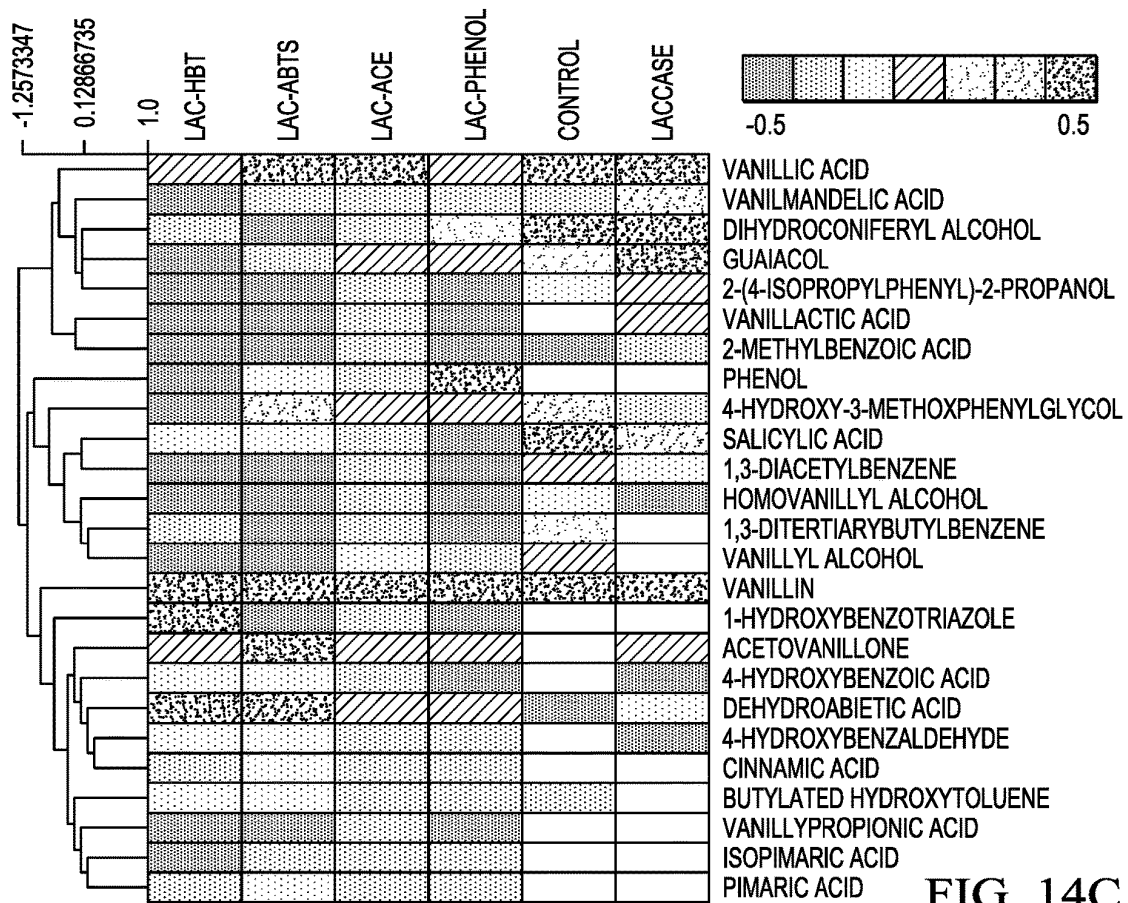 -1.2573347
0.12866735
1.0
LAC-HBT
LAC-ABTS
LAC-ACE
LAC-PHENOL
CONTROL
LACCASE
-0.5
0.5
VANILLIC ACID
VANILMANDELIC ACID
DIHYDROCONIFERYL ALCOHOL
GUAIACOL
2-(4-ISOPROPYLPHENYL)-2-PROPANOL
VANILLACTIC ACID
2-METHYLBENZOIC ACID
PHENOL
4-HYDROXY-3-METHOXPHENYLGLYCOL
SALICYLIC ACID
1,3-DIACETYLBENZENE
HOMOVANILLYL ALCOHOL
1,3-DITERTIARYBUTYLBENZENE
VANILLYL ALCOHOL
VANILLIN
1-HYDROXYBENZOTRIAZOLE
ACETOVANILLONE
4-HYDROXYBENZOIC ACID
DEHYDROABIETIC ACID
4-HYDROXYBENZALDEHYDE
CINNAMIC ACID
BUTYLATED HYDROXYTOLUENE
VANILLYPROPIONIC ACID
ISOPIMARIC ACID
PIMARIC ACID
FIG. 14C